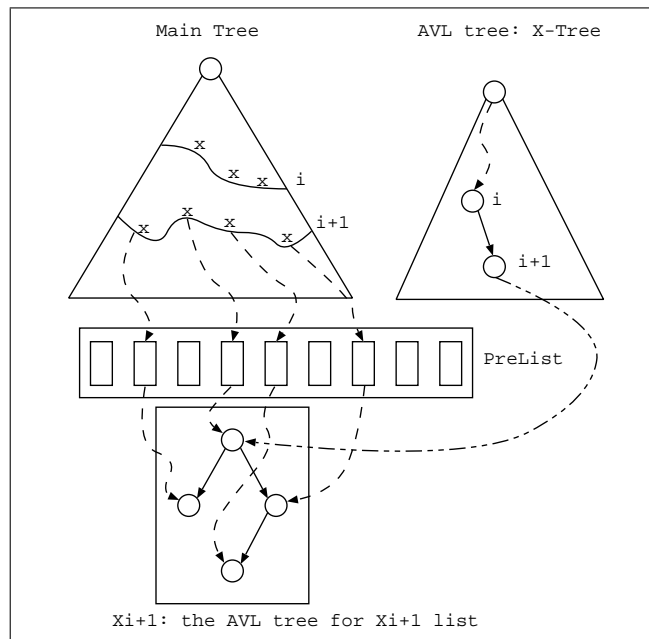 Main Tree
AVL tree: X-Tree
x
x
x
i
x
x
x
x
i+1
i
i+1
PreList
Xi+1: the AVL tree for Xi+1 list